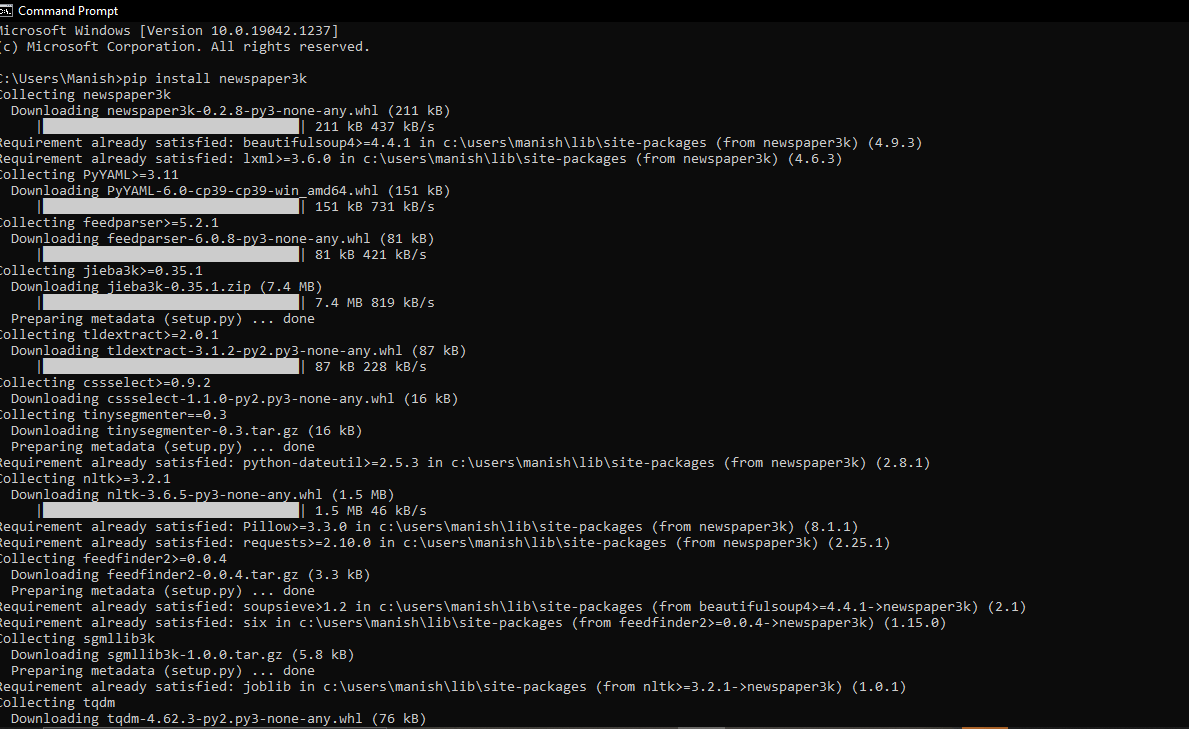 Command Prompt
Microsoft Windows [Version 10.0.19042.1237]
(c) Microsoft Corporation. All rights reserved.
C:\Users\Manish>pip install newspaper3k
Collecting newspaper3k
Downloading newspaper3k-0.2.8-py3-none-any.whl (211 kB)
| | 211 kB 437 kB/s
Requirement already satisfied: beautifulsoup4>=4.4.1 in c:\users\manish\lib\site-packages (from newspaper3k) (4.9.3)
Requirement already satisfied: lxml>=3.6.0 in c:\users\manish\lib\site-packages (from newspaper3k) (4.6.3)
Collecting PyYAML>=3.11
Downloading PyYAML-6.0-cp39-cp39-win_amd64.whl (151 kB)
| | 151 kB 731 kB/s
Collecting feedparser>=5.2.1
Downloading feedparser-6.0.8-py3-none-any.whl (81 kB)
| | 81 kB 421 kB/s
Collecting jieba3k>=0.35.1
Downloading jieba3k-0.35.1.zip (7.4 MB)
| | 7.4 MB 819 kB/s
Preparing metadata (setup.py) ... done
Collecting tldextract>=2.0.1
Downloading tldextract-3.1.2-py2.py3-none-any.whl (87 kB)
| | 87 kB 228 kB/s
Collecting cssselect>=0.9.2
Downloading cssselect-1.1.0-py2.py3-none-any.whl (16 kB)
Collecting tinysegmenter==0.3
Downloading tinysegmenter-0.3.tar.gz (16 kB)
Preparing metadata (setup.py) ... done
Requirement already satisfied: python-dateutil>=2.5.3 in c:\users\manish\lib\site-packages (from newspaper3k) (2.8.1)
Collecting nltk>=3.2.1
Downloading nltk-3.6.5-py3-none-any.whl (1.5 MB)
| | 1.5 MB 46 kB/s
Requirement already satisfied: Pillow>=3.3.0 in c:\users\manish\lib\site-packages (from newspaper3k) (8.1.1)
Requirement already satisfied: requests>=2.10.0 in c:\users\manish\lib\site-packages (from newspaper3k) (2.25.1)
Collecting feedfinder2>=0.0.4
Downloading feedfinder2-0.0.4.tar.gz (3.3 kB)
Preparing metadata (setup.py) ... done
Requirement already satisfied: soupsieve>1.2 in c:\users\manish\lib\site-packages (from beautifulsoup4>=4.4.1->newspaper3k) (2.1)
Requirement already satisfied: six in c:\users\manish\lib\site-packages (from feedfinder2>=0.0.4->newspaper3k) (1.15.0)
Collecting sgmllib3k
Downloading sgmllib3k-1.0.0.tar.gz (5.8 kB)
Preparing metadata (setup.py) ... done
Requirement already satisfied: joblib in c:\users\manish\lib\site-packages (from nltk>=3.2.1->newspaper3k) (1.0.1)
Collecting tqdm
Downloading tqdm-4.62.3-py2.py3-none-any.whl (76 kB)